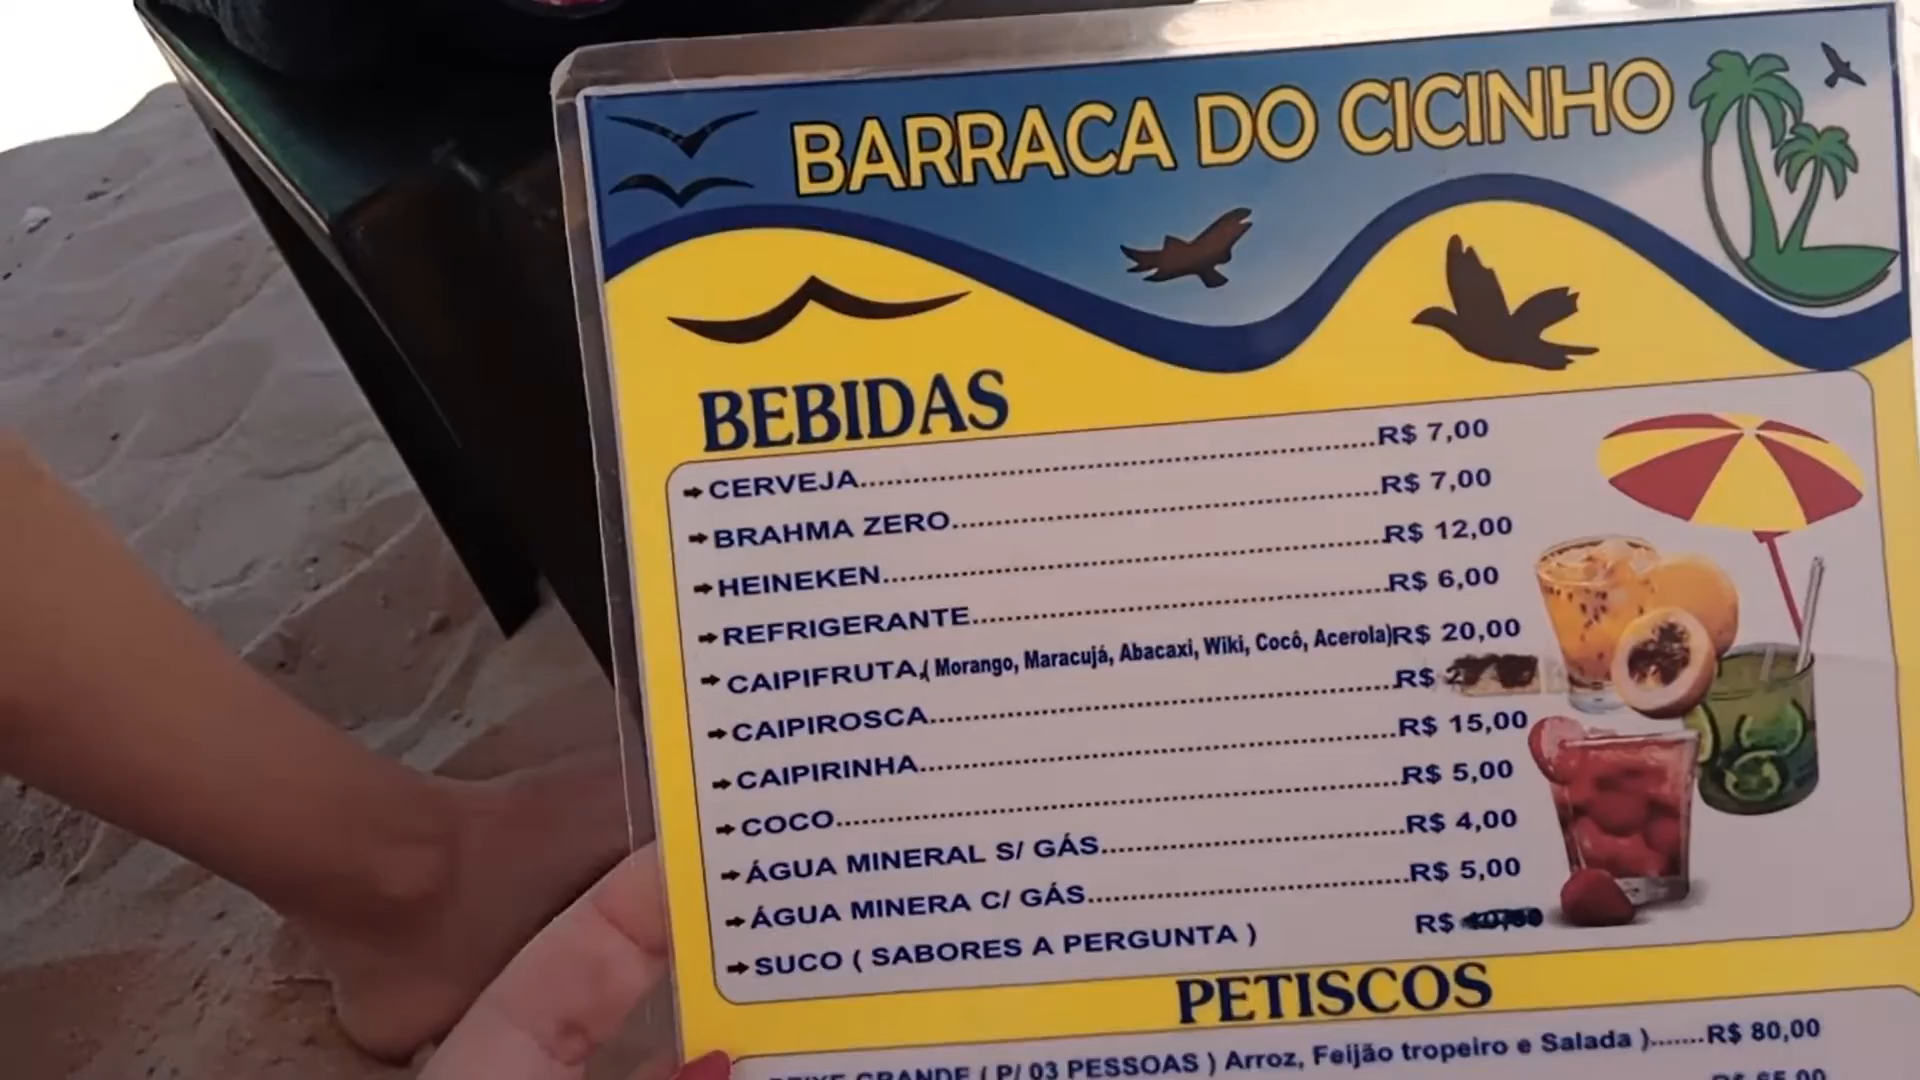 BARRACA DO CICINHO
BEBIDAS
CERVEJA........R$ 7,00
BRAHMA ZERO........R$ 7,00
HEINEKEN........R$ 12,00
REFRIGERANTE........R$ 6,00
CAIPIFRUTA,( Morango, Maracujá, Abacaxi, Wiki, Cocô, Acerola)R$ 20,00
CAIPIROSCA........R$
CAIPIRINHA........R$ 15,00
COCO........R$ 5,00
ÁGUA MINERAL S/ GÁS........R$ 4,00
ÁGUA MINERA C/ GÁS........R$ 5,00
SUCO ( SABORES A PERGUNTA ) R$
PETISCOS
GRANDE ( P/ 03 PESSOAS ) Arroz, Feijão tropeiro e Salada ).......R$ 80,00